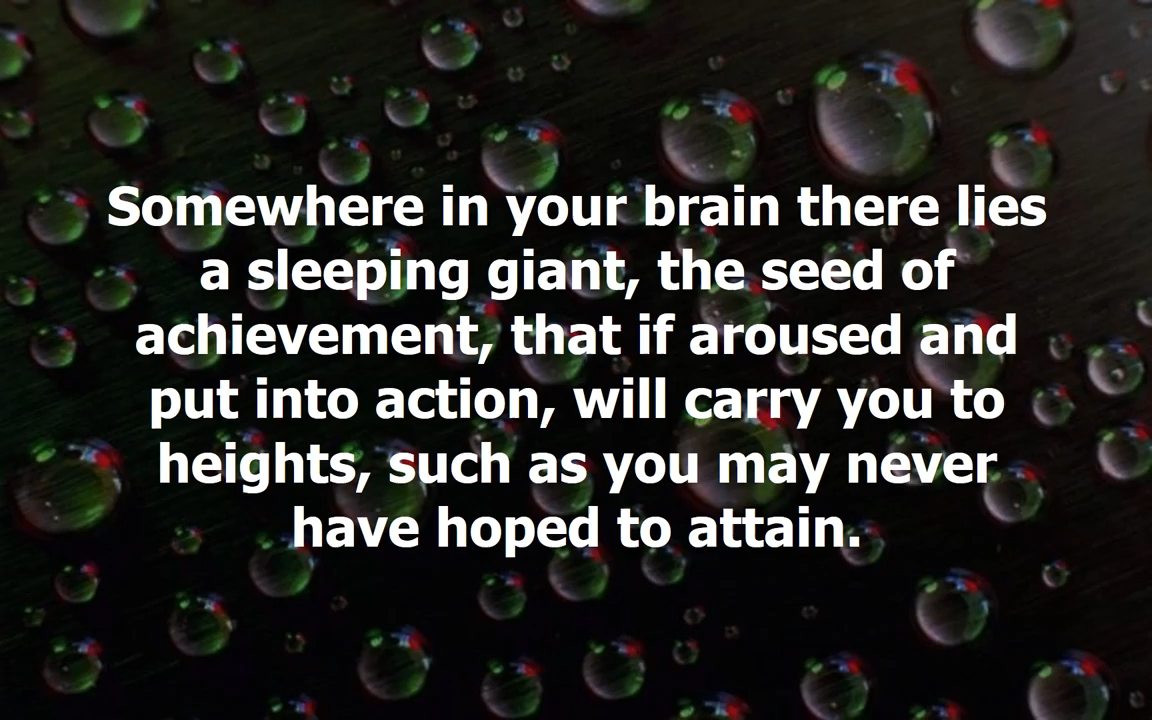 Somewhere in your brain there lies
a sleeping giant, the seed of
achievement, that if aroused and
put into action, will carry you to
heights, such as you may never
have hoped to attain.